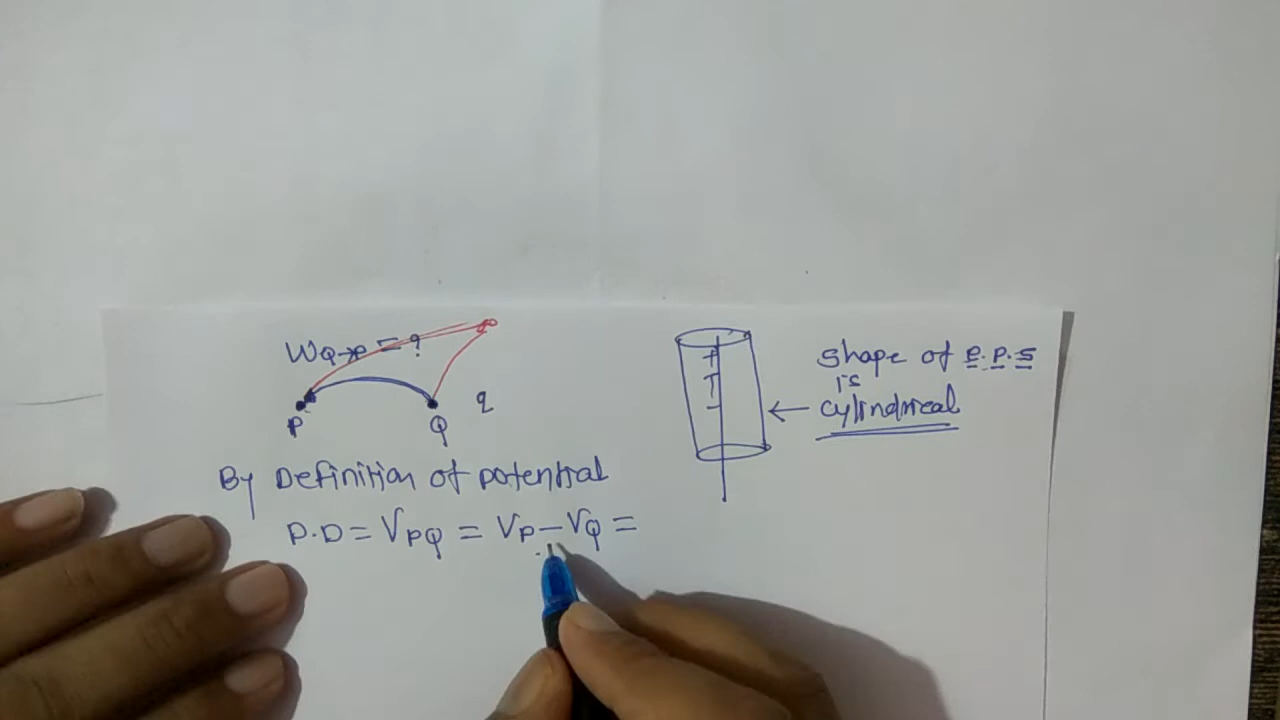 WQ→P = ?
P Q q
By Definition of potential
P.D = VPQ = VP − VQ =
+
+
shape of e.p.s
is
cylindrical